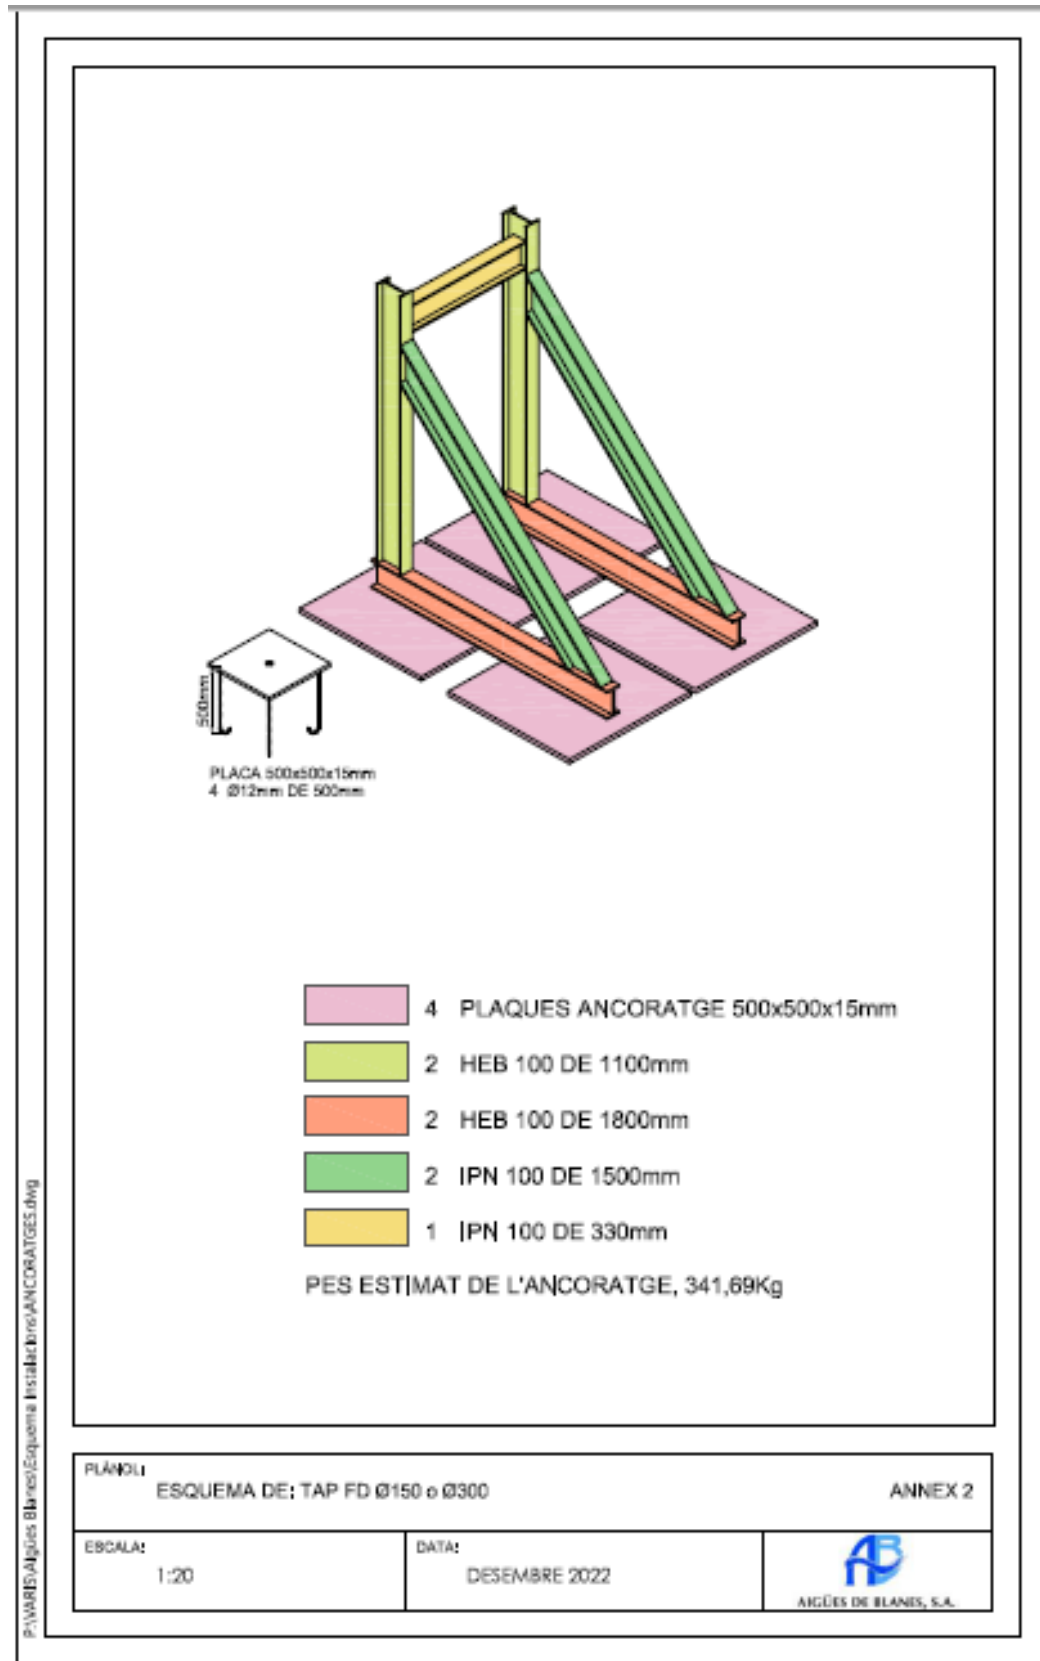 500mm
PLACA 500x500x15mm
4 Ø12mm DE 500mm
4 PLAQUES ANCORATGE 500x500x15mm
2 HEB 100 DE 1100mm
2 HEB 100 DE 1800mm
2 IPN 100 DE 1500mm
1 IPN 100 DE 330mm
PES ESTIMAT DE L'ANCORATGE, 341,69Kg
P:\VARIS\Aigües Blanes\Esquema Instalacions\ANCORATGES.dwg
PLÀNOL:
ESQUEMA DE: TAP FD Ø150 o Ø300
ANNEX 2
ESCALA:
1:20
DATA:
DESEMBRE 2022
AB
AIGÜES DE BLANES, S.A.